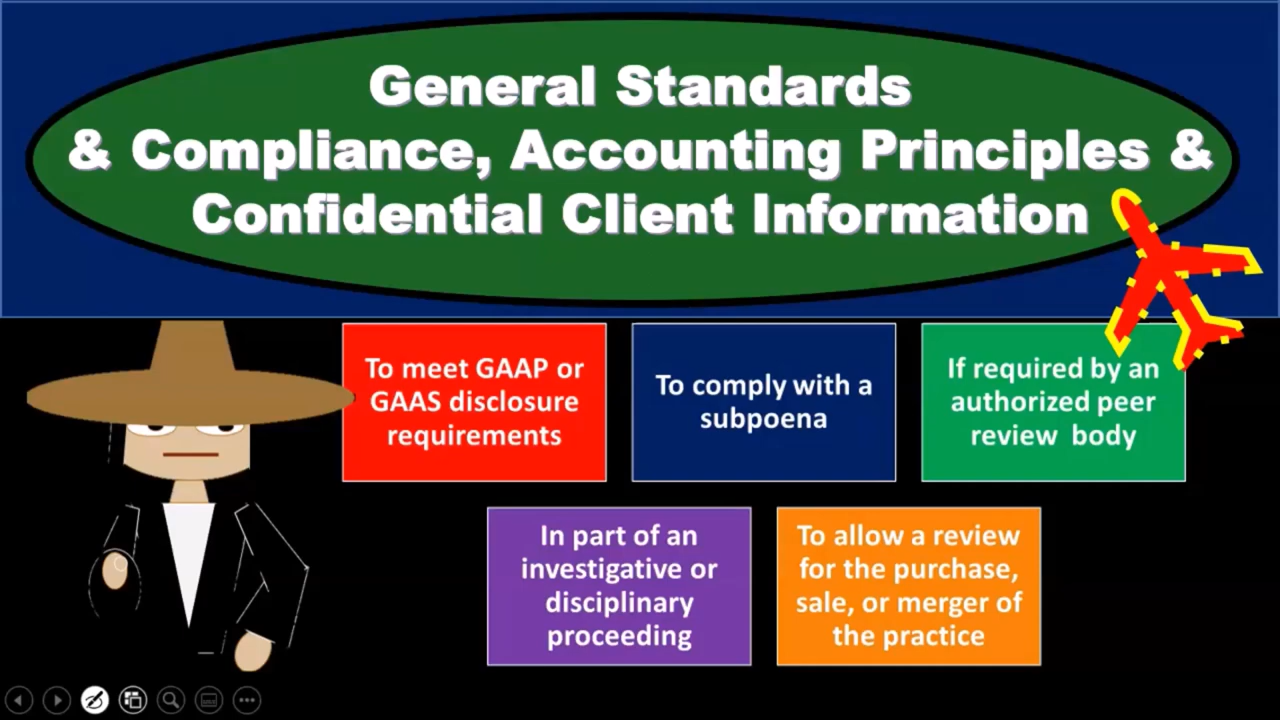 General Standards
& Compliance, Accounting Principles &
Confidential Client Information
To meet GAAP or
GAAS disclosure
requirements
To comply with a
subpoena
If required by an
authorized peer
review body
In part of an
investigative or
disciplinary
proceeding
To allow a review
for the purchase,
sale, or merger of
the practice